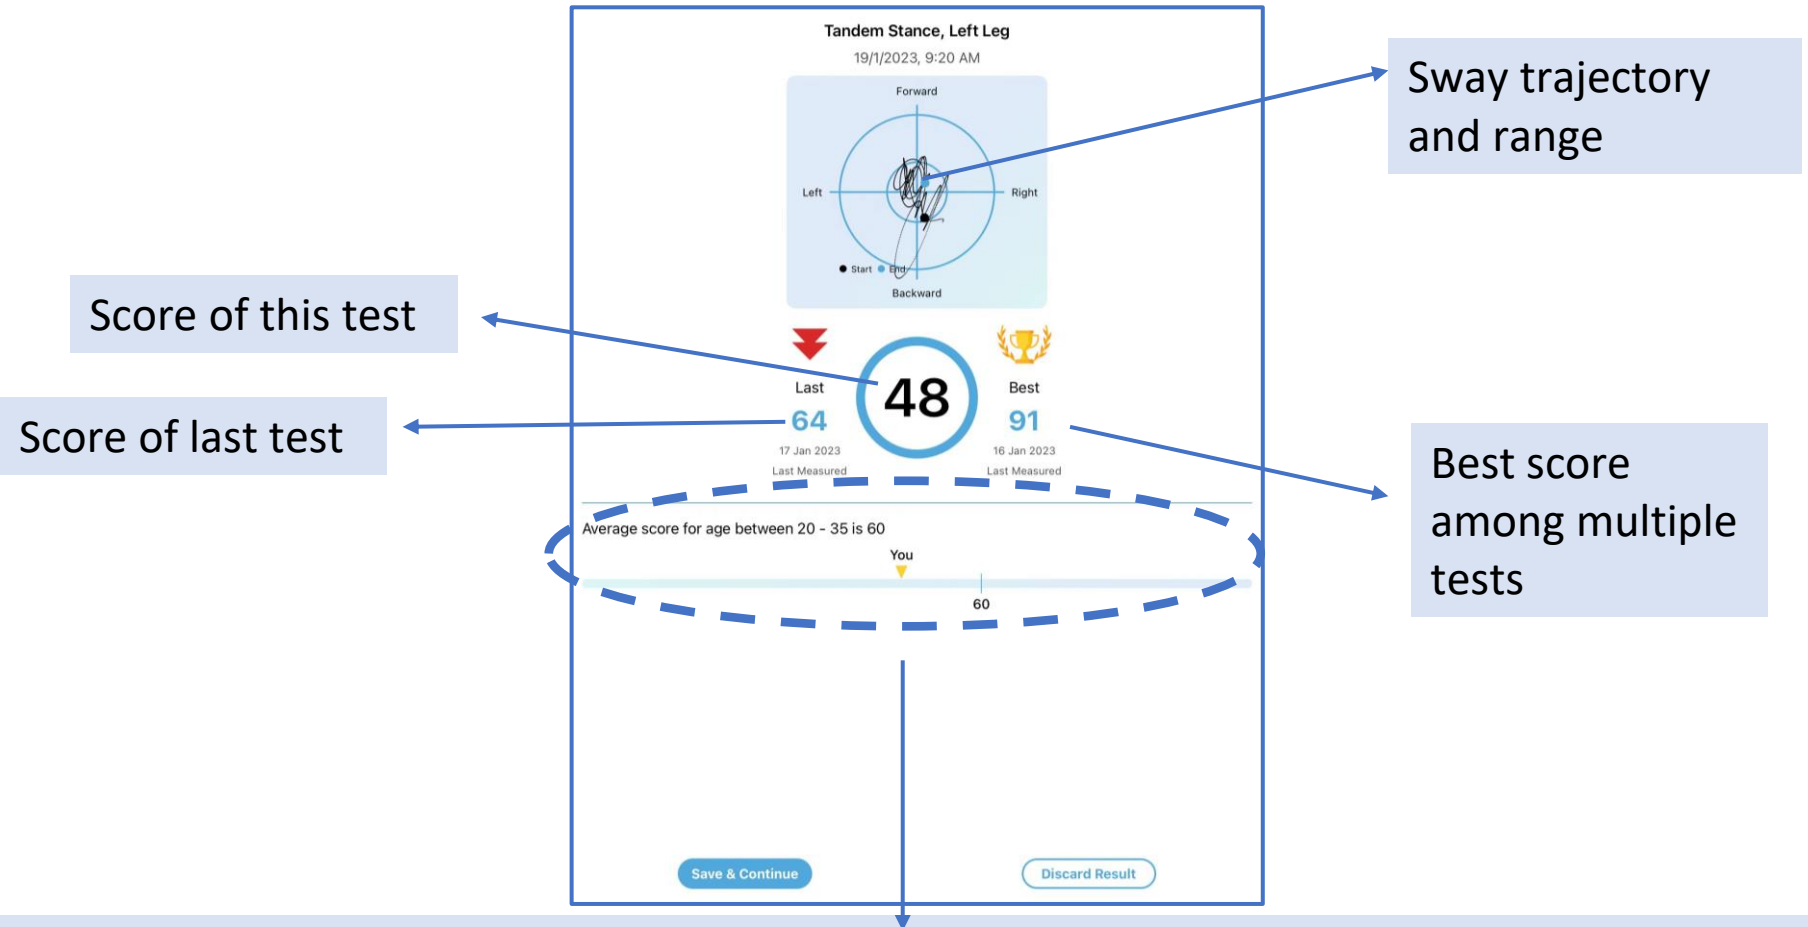 Tandem Stance, Left Leg
19/1/2023, 9:20 AM
Forward
Left
Right
Start
End
Backward
Sway trajectory
and range
Score of this test
Score of last test
Last
64
17 Jan 2023
Last Measured
48
Best
91
16 Jan 2023
Last Measured
Best score
among multiple
tests
Average score for age between 20 - 35 is 60
You
60
Save & Continue
Discard Result